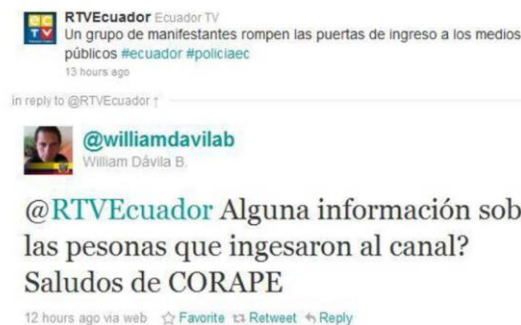 ec
TV
RTVEcuador Ecuador TV
Un grupo de manifestantes rompen las puertas de ingreso a los medios
públicos #ecuador #policiaec
13 hours ago
in reply to @RTVEcuador ↑
@williamdavilab
William Dávila B.
@RTVEcuador Alguna información sob
las pesonas que ingesaron al canal?
Saludos de CORAPE
12 hours ago via web Favorite Retweet Reply